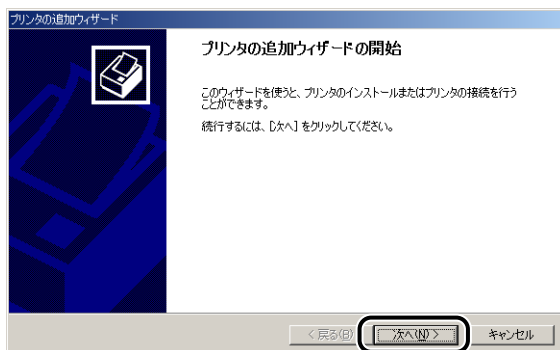 プリンタの追加ウィザード
プリンタの追加ウィザードの開始
このウィザードを使うと、プリンタのインストールまたはプリンタの接続を行う
ことができます。
続行するには、[次へ] をクリックしてください。
< 戻る(B)
次へ(N) >
キャンセル